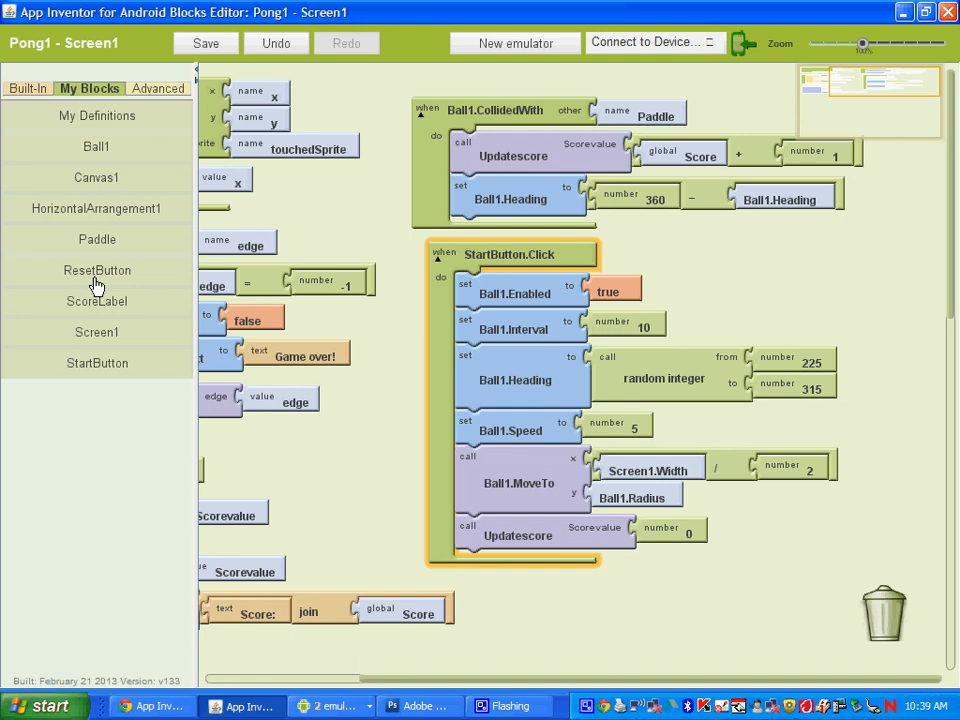 App Inventor for Android Blocks Editor: Pong1 - Screen1
Pong1 - Screen1
Save
Undo
Redo
New emulator
Connect to Device...
Zoom
100%
Built-In
My Blocks
Advanced
My Definitions
Ball1
Canvas1
HorizontalArrangement1
Paddle
ResetButton
ScoreLabel
Screen1
StartButton
Built: February 21 2013 Version: v133
x name x
y name y
name touchedSprite
value x
name edge
edge = number -1
to false
to text Game over!
edge value edge
Scorevalue
Scorevalue
text Score: join global Score
when Ball1.CollidedWith other name Paddle
do call Updatescore Scorevalue global Score + number 1
set Ball1.Heading to number 360 - Ball1.Heading
when StartButton.Click
do set Ball1.Enabled to true
set Ball1.Interval to number 10
set Ball1.Heading to call random integer from number 225
to number 315
set Ball1.Speed to number 5
call Ball1.MoveTo x Screen1.Width / number 2
y Ball1.Radius
call Updatescore Scorevalue number 0
start
App Inv...
App Inv...
2 emul...
Adobe ...
Flashing
10:39 AM